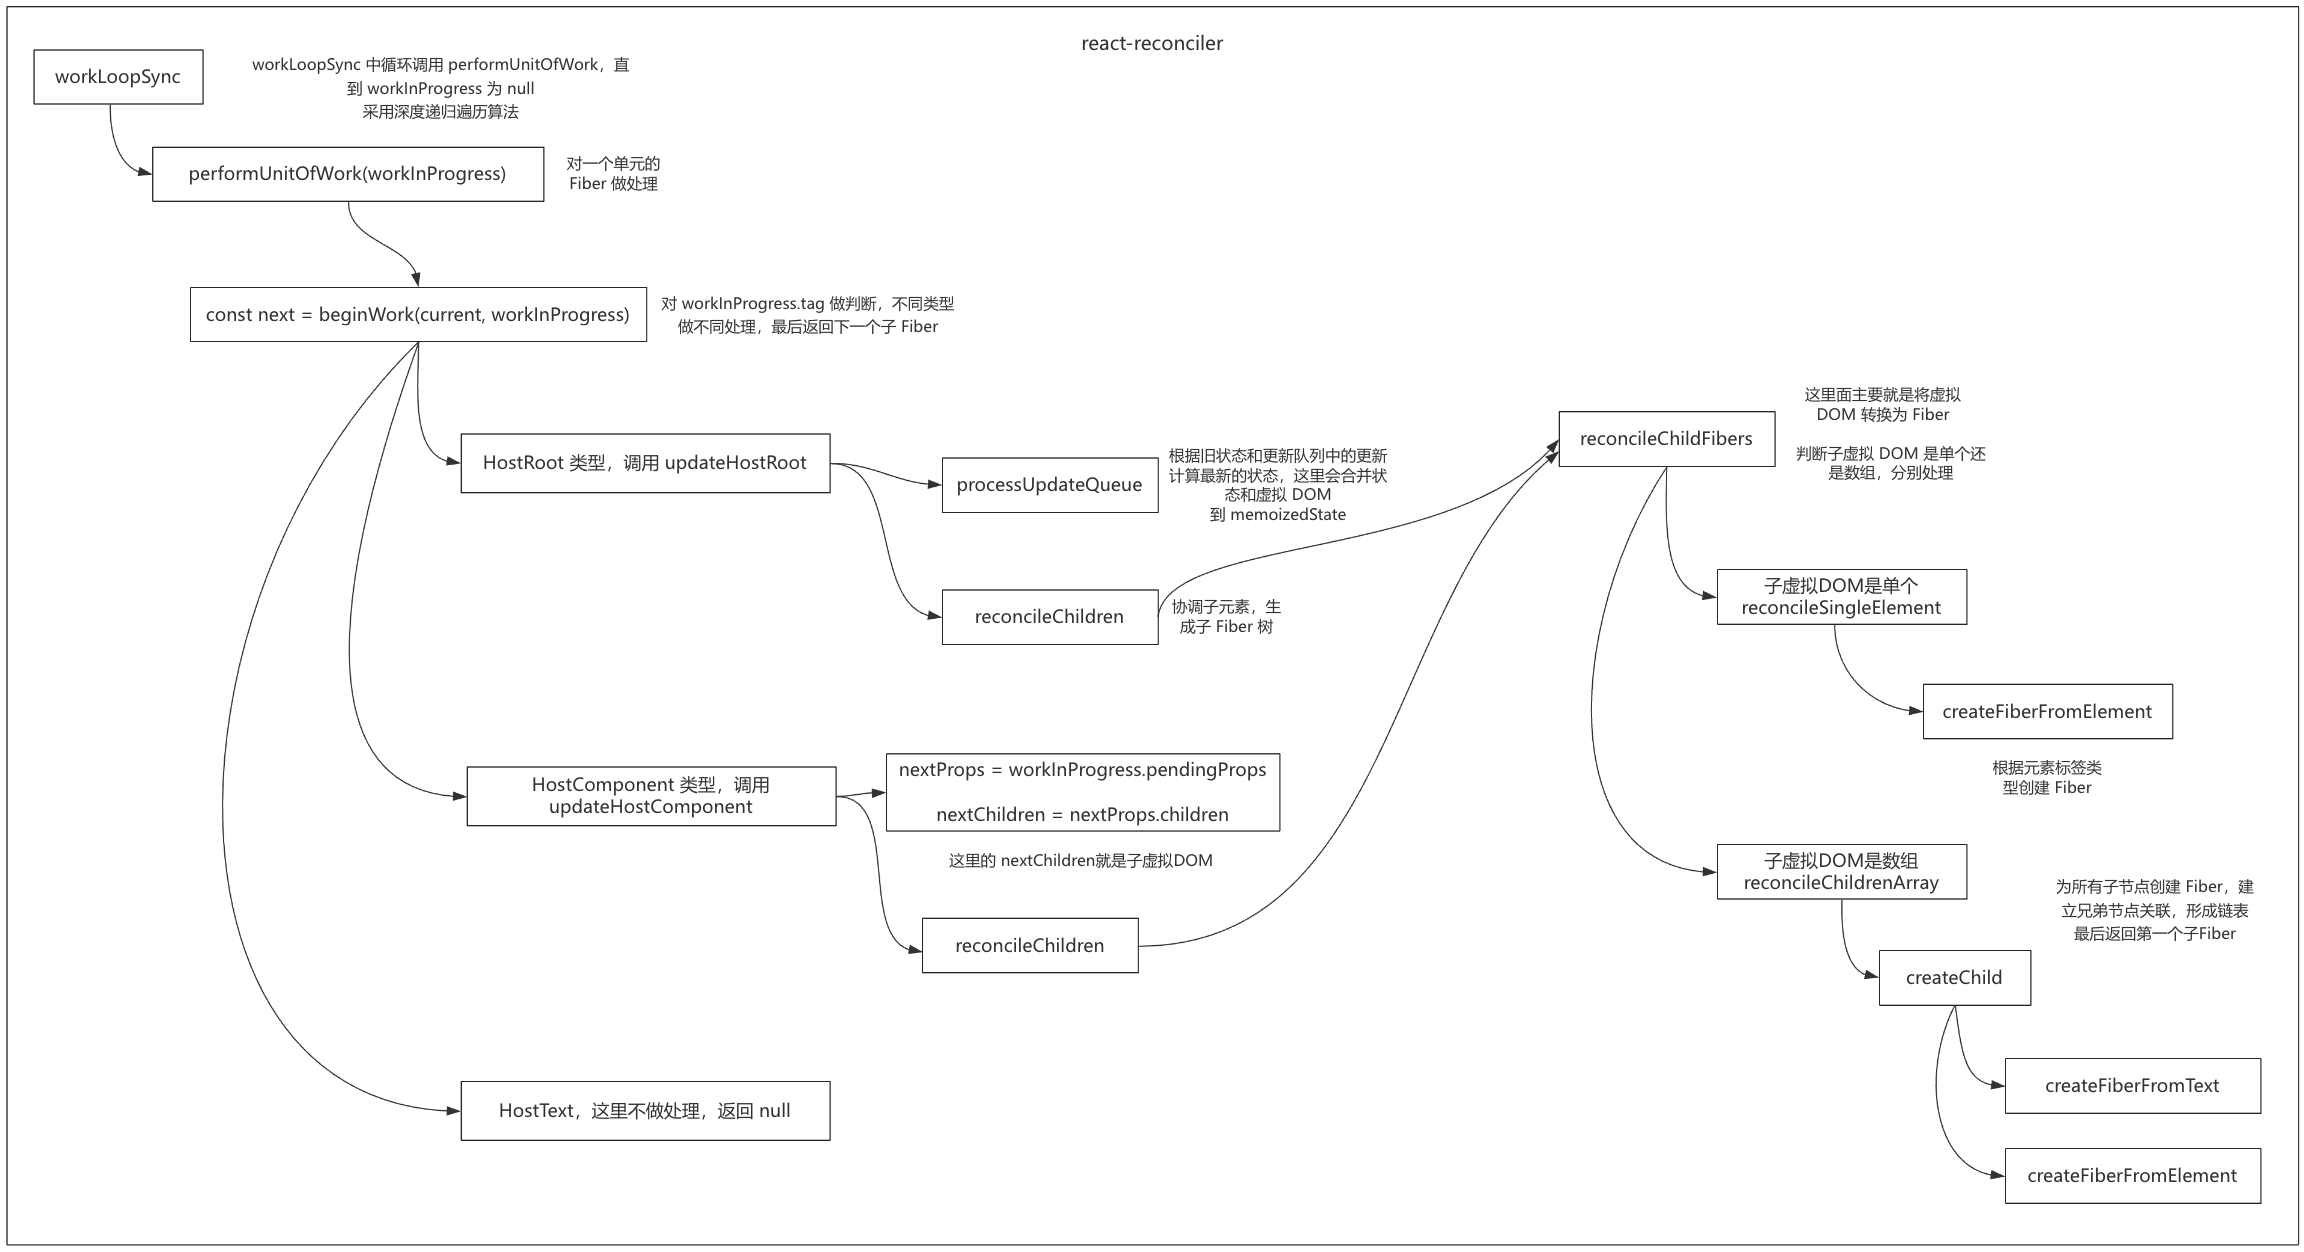 react-reconciler
workLoopSync
workLoopSync 中循环调用 performUnitOfWork，直
到 workInProgress 为 null
采用深度递归遍历算法
performUnitOfWork(workInProgress)
对一个单元的
Fiber 做处理
const next = beginWork(current, workInProgress)
对 workInProgress.tag 做判断，不同类型
做不同处理，最后返回下一个子 Fiber
HostRoot 类型，调用 updateHostRoot
processUpdateQueue
根据旧状态和更新队列中的更新
计算最新的状态，这里会合并状
态和虚拟 DOM
到 memoizedState
reconcileChildren
协调子元素，生
成子 Fiber 树
HostComponent 类型，调用
updateHostComponent
nextProps = workInProgress.pendingProps
nextChildren = nextProps.children
这里的 nextChildren就是子虚拟DOM
reconcileChildren
HostText，这里不做处理，返回 null
reconcileChildFibers
这里面主要就是将虚拟
DOM 转换为 Fiber
判断子虚拟 DOM 是单个还
是数组，分别处理
子虚拟DOM是单个
reconcileSingleElement
createFiberFromElement
根据元素标签类
型创建 Fiber
子虚拟DOM是数组
reconcileChildrenArray
为所有子节点创建 Fiber，建
立兄弟节点关联，形成链表
最后返回第一个子Fiber
createChild
createFiberFromText
createFiberFromElement